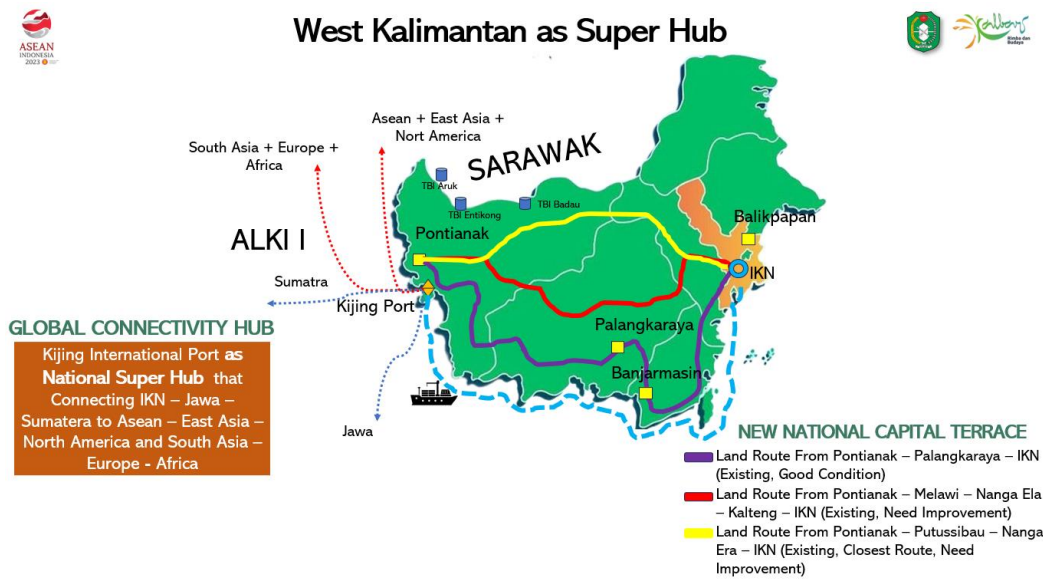 West Kalimantan as Super Hub
ASEAN
INDONESIA
2023
Kalbar
Rimba dan
Budaya
Asean + East Asia +
Nort America
South Asia + Europe +
Africa
SARAWAK
TBI Aruk
TBI Entikong
TBI Badau
Balikpapan
Pontianak
ALKI I
IKN
Sumatra
Kijing Port
Palangkaraya
Banjarmasin
Jawa
GLOBAL CONNECTIVITY HUB
Kijing International Port as
National Super Hub that
Connecting IKN – Jawa –
Sumatera to Asean – East Asia –
North America and South Asia –
Europe - Africa
NEW NATIONAL CAPITAL TERRACE
Land Route From Pontianak – Palangkaraya – IKN
(Existing, Good Condition)
Land Route From Pontianak – Melawi – Nanga Ela
– Kalteng – IKN (Existing, Need Improvement)
Land Route From Pontianak – Putussibau – Nanga
Era – IKN (Existing, Closest Route, Need
Improvement)